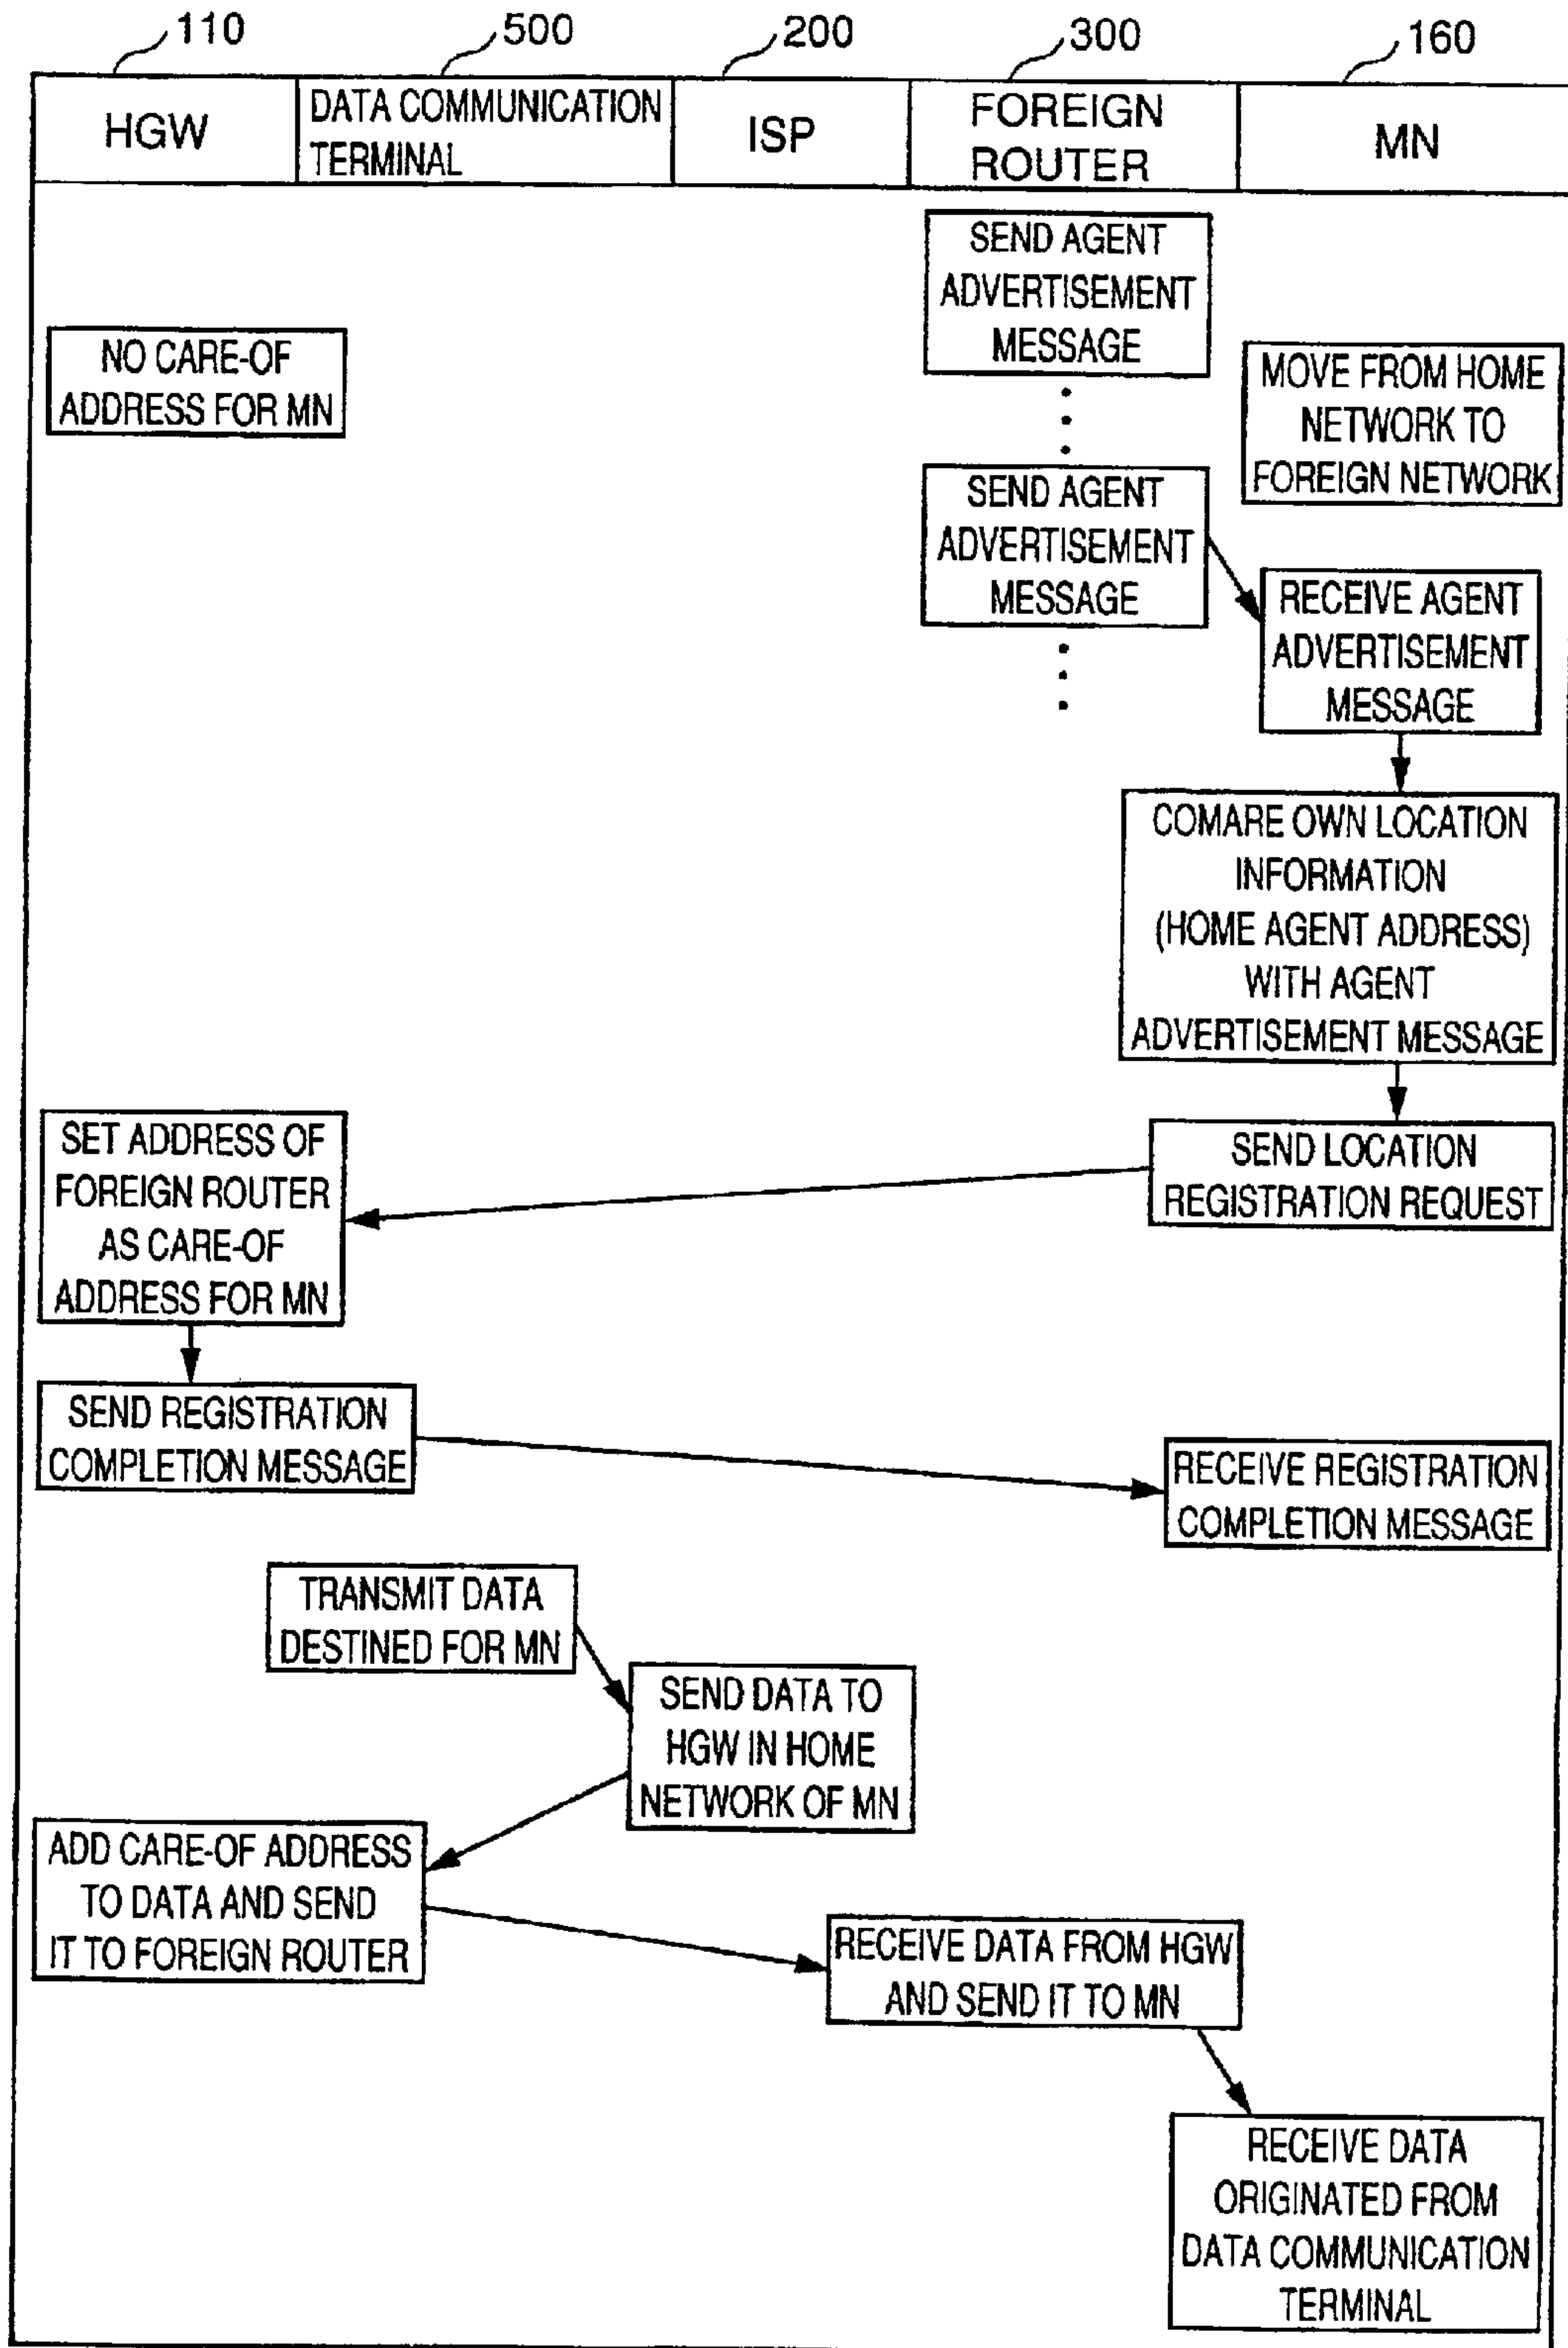 110
500
200
300
160
HGW
DATA COMMUNICATION
TERMINAL
ISP
FOREIGN
ROUTER
MN
SEND AGENT
ADVERTISEMENT
MESSAGE
NO CARE-OF
ADDRESS FOR MN
MOVE FROM HOME
NETWORK TO
FOREIGN NETWORK
SEND AGENT
ADVERTISEMENT
MESSAGE
RECEIVE AGENT
ADVERTISEMENT
MESSAGE
COMARE OWN LOCATION
INFORMATION
(HOME AGENT ADDRESS)
WITH AGENT
ADVERTISEMENT MESSAGE
SET ADDRESS OF
FOREIGN ROUTER
AS CARE-OF
ADDRESS FOR MN
SEND LOCATION
REGISTRATION REQUEST
SEND REGISTRATION
COMPLETION MESSAGE
RECEIVE REGISTRATION
COMPLETION MESSAGE
TRANSMIT DATA
DESTINED FOR MN
SEND DATA TO
HGW IN HOME
NETWORK OF MN
ADD CARE-OF ADDRESS
TO DATA AND SEND
IT TO FOREIGN ROUTER
RECEIVE DATA FROM HGW
AND SEND IT TO MN
RECEIVE DATA
ORIGINATED FROM
DATA COMMUNICATION
TERMINAL